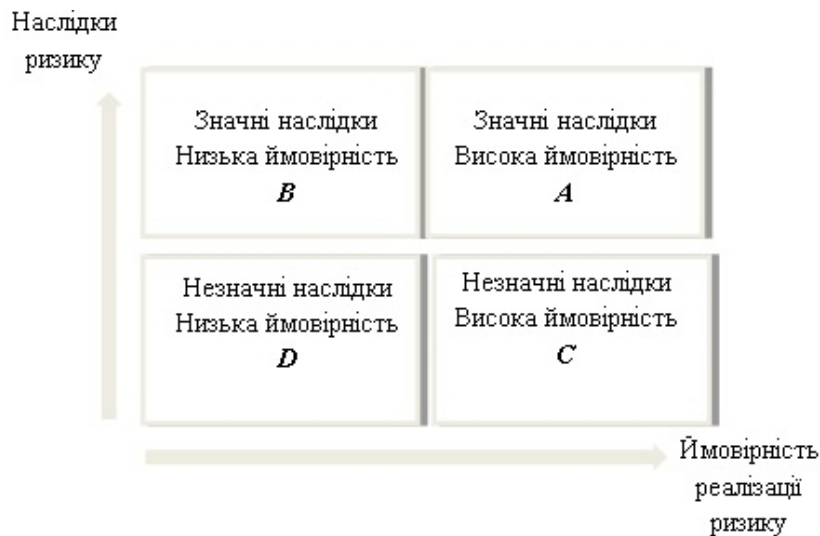 Наслідки
ризику
Значні наслідки
Низька ймовірність
B
Значні наслідки
Висока ймовірність
A
Незначні наслідки
Низька ймовірність
D
Незначні наслідки
Висока ймовірність
C
Ймовірність
реалізації
ризику